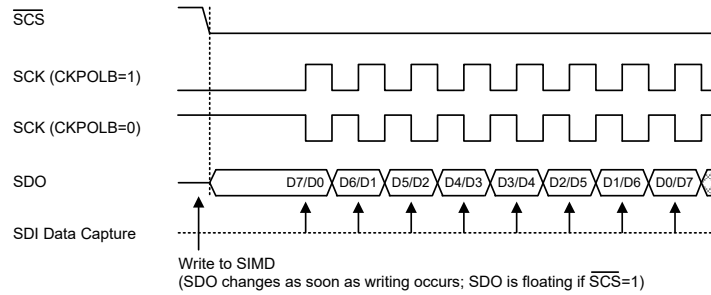 SCS
SCK (CKPOLB=1)
SCK (CKPOLB=0)
SDO D7/D0 D6/D1 D5/D2 D4/D3 D3/D4 D2/D5 D1/D6 D0/D7
SDI Data Capture
Write to SIMD
(SDO changes as soon as writing occurs; SDO is floating if SCS=1)